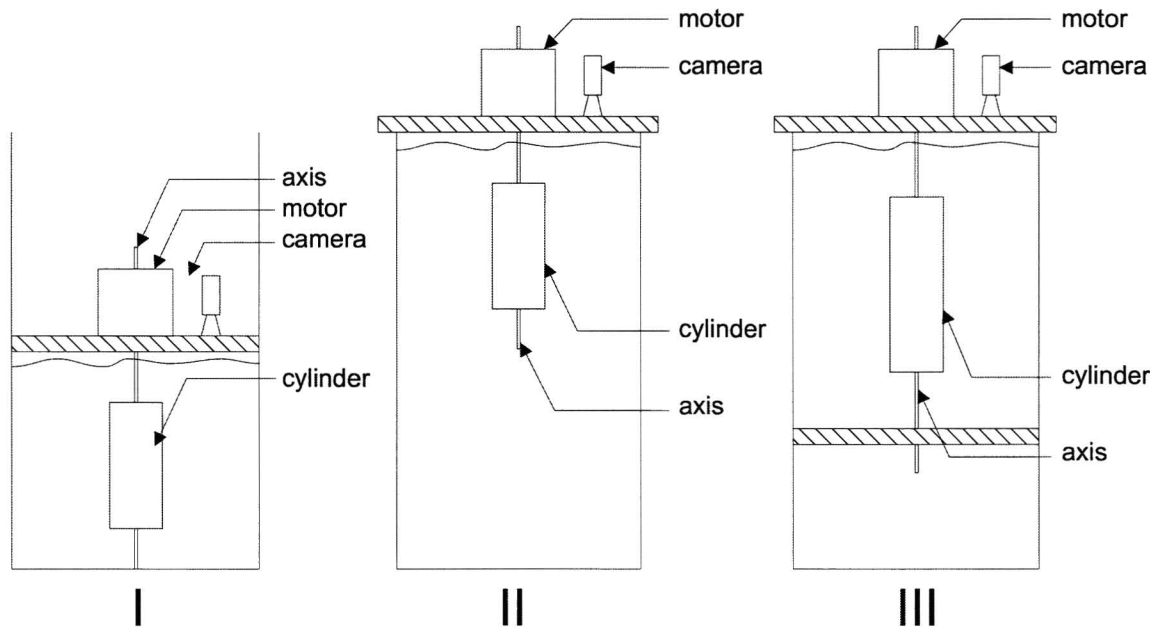 axis
motor
camera
cylinder
I
motor
camera
cylinder
axis
II
motor
camera
cylinder
axis
III